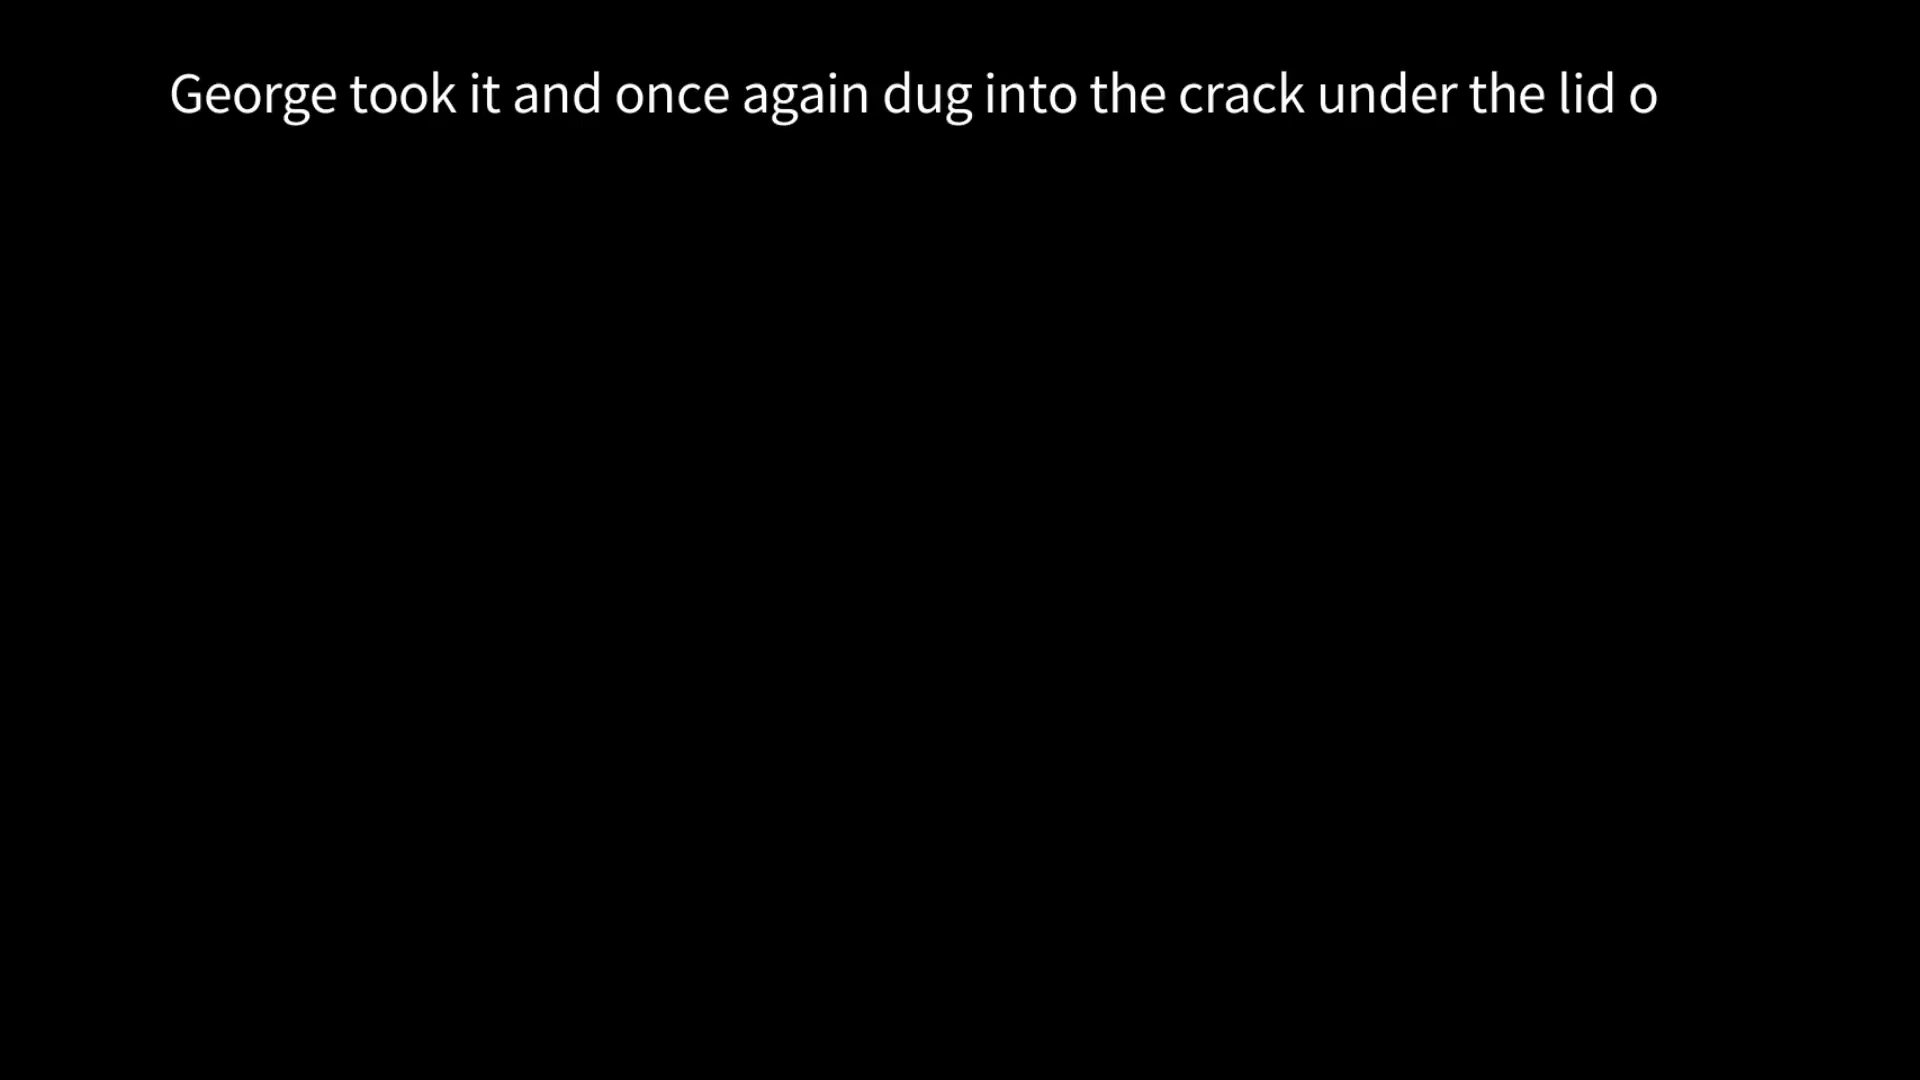 George took it and once again dug into the crack under the lid o